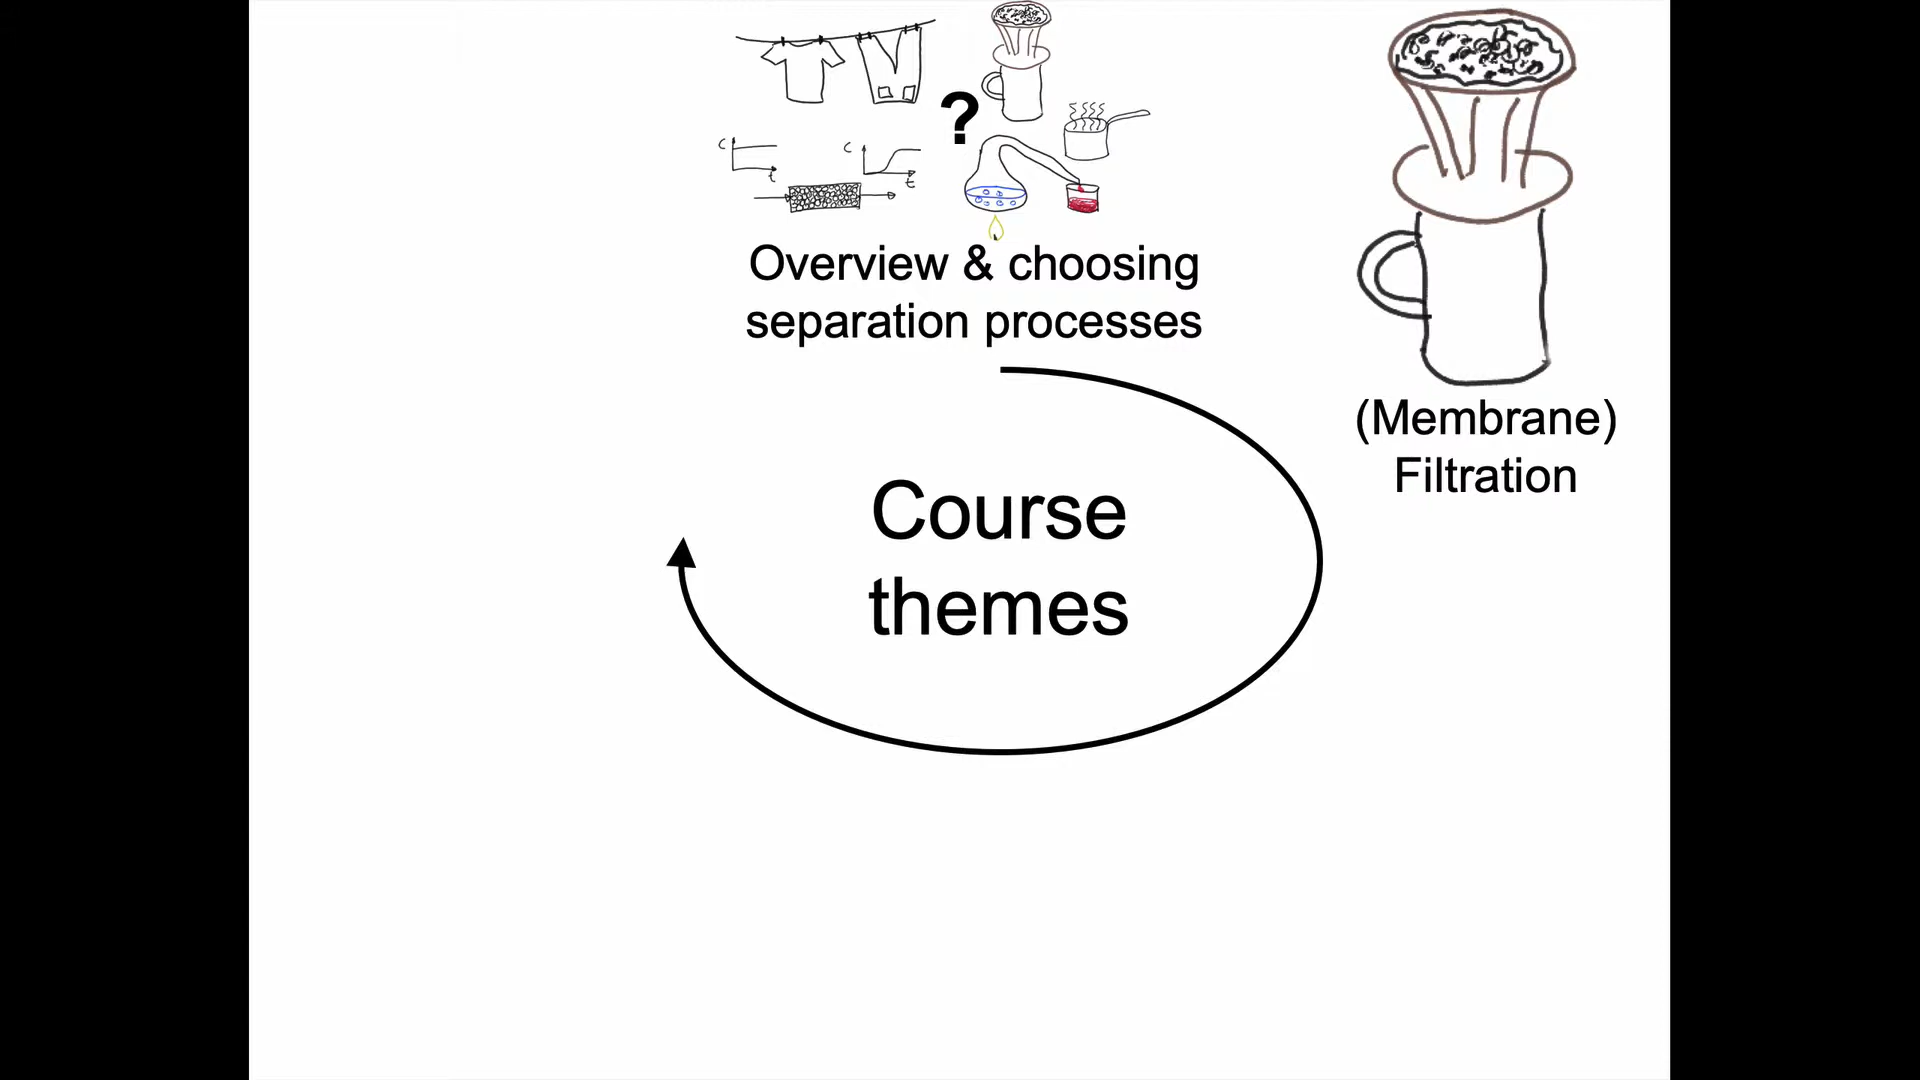 ?
C
t
C
t
Overview & choosing
separation processes
(Membrane)
Filtration
Course
themes